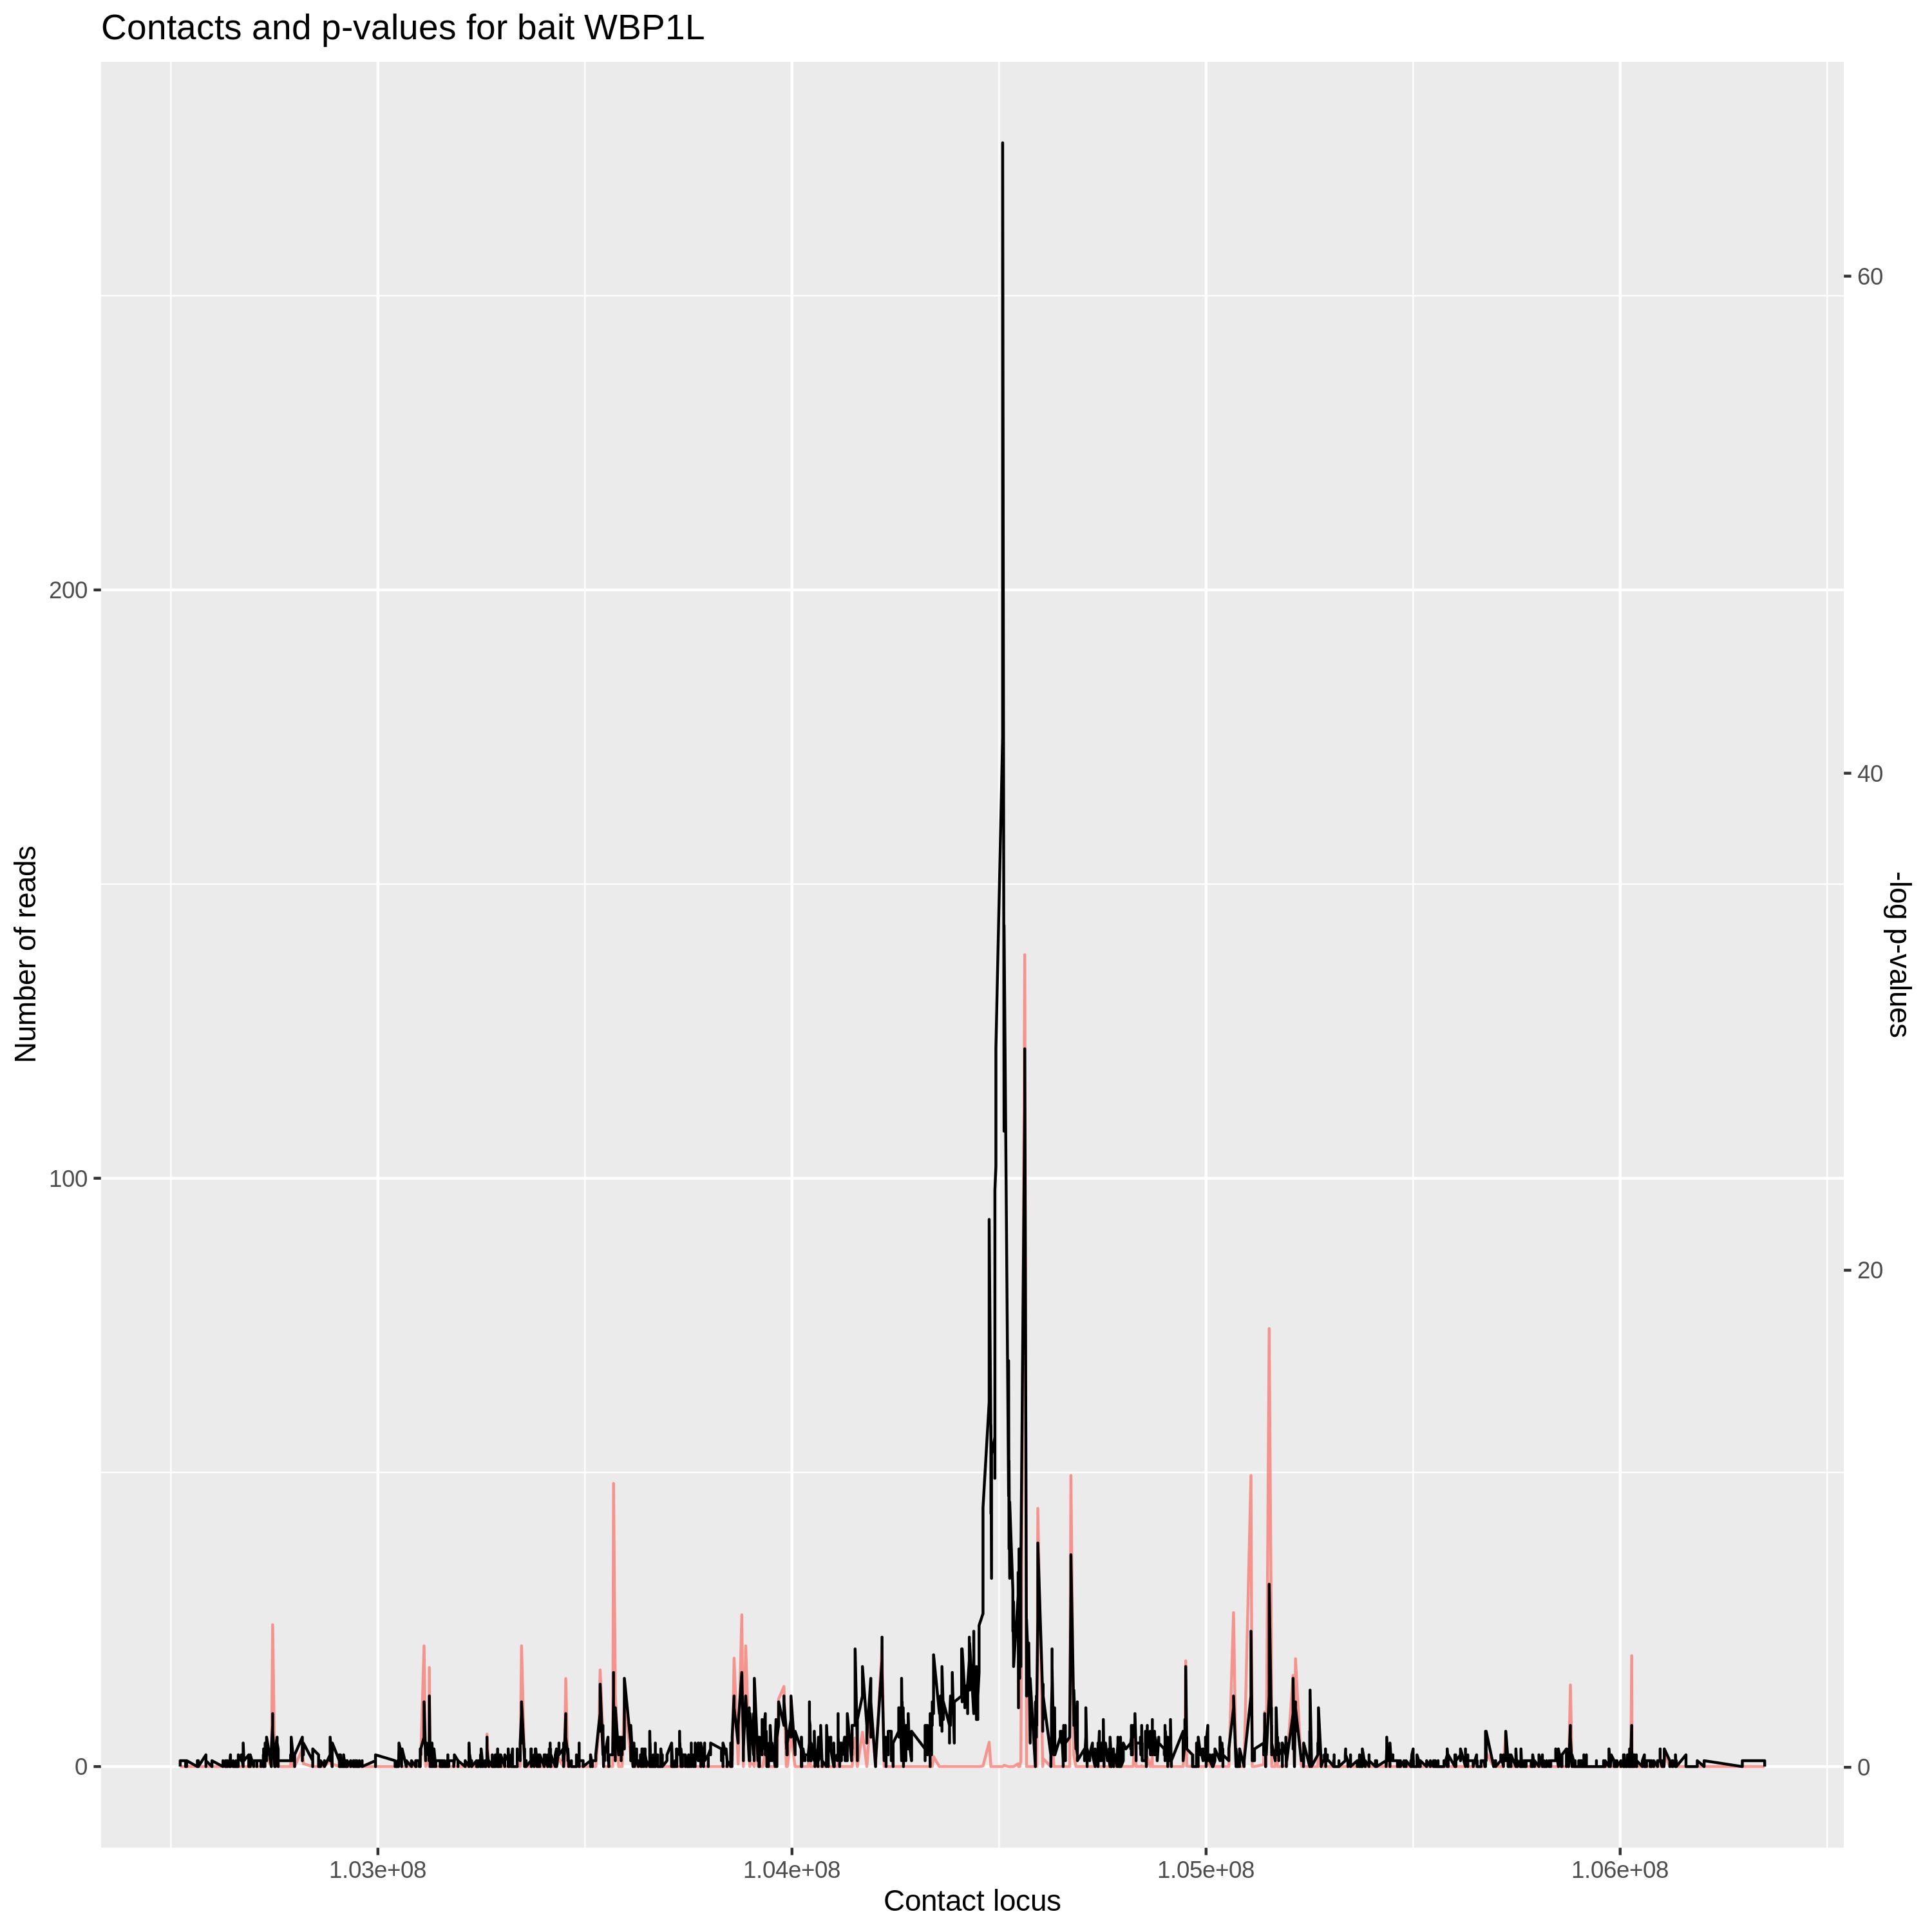 Contacts and p-values for bait WBP1L
Number of reads
200
100
0
60
40
20
0
-log p-values
1.03e+08 1.04e+08 1.05e+08 1.06e+08
Contact locus